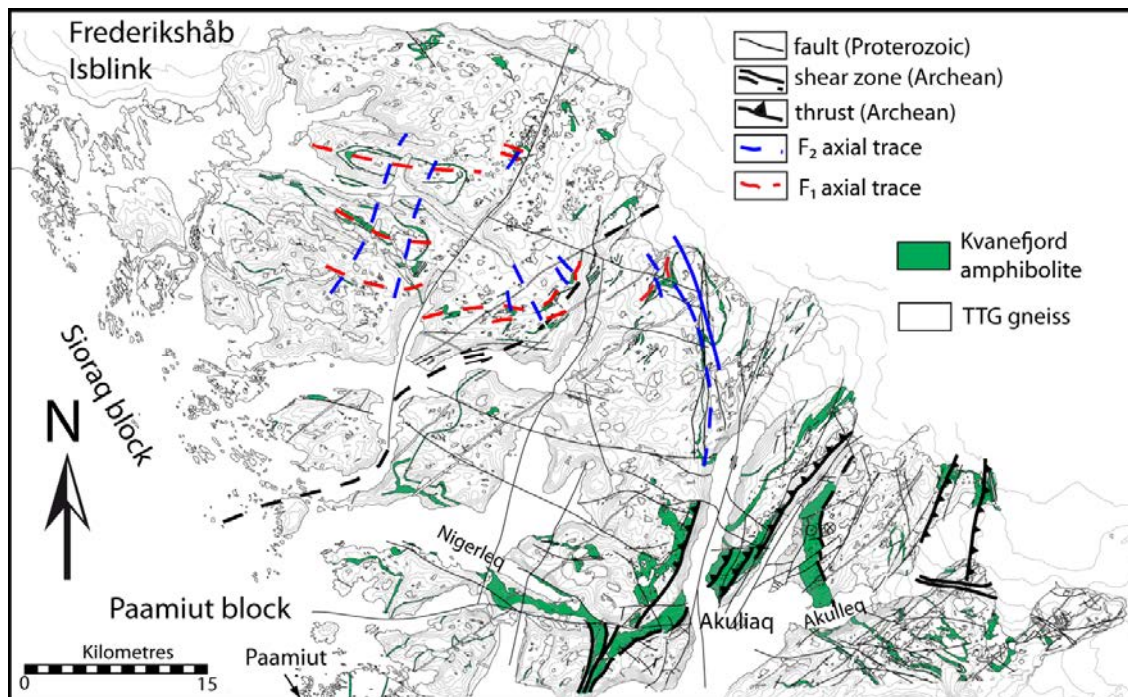 Frederikshåb
Isblink
fault (Proterozoic)
shear zone (Archean)
thrust (Archean)
F₂ axial trace
F₁ axial trace
Kvanefjord
amphibolite
TTG gneiss
Sioraq block
N
Nigerleq
Paamiut block
Akuliaq
Akulleq
Kilometres
Paamiut
0 15